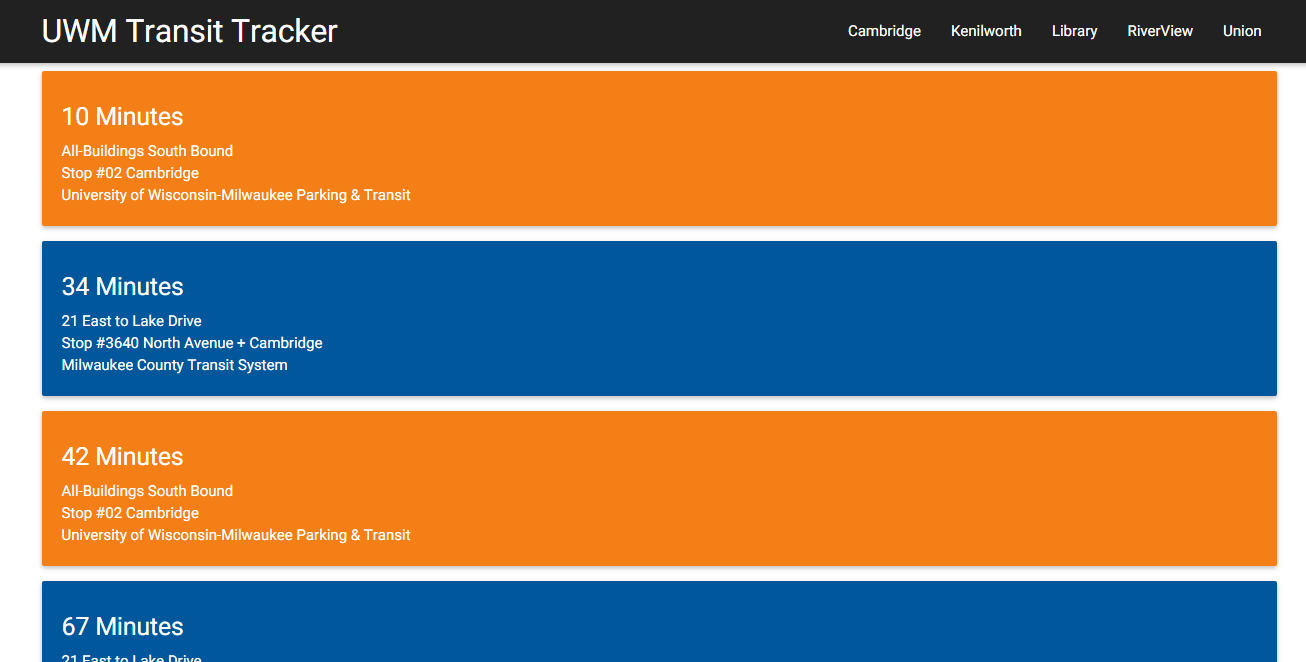 UWM Transit Tracker
Cambridge
Kenilworth
Library
RiverView
Union
10 Minutes
All-Buildings South Bound
Stop #02 Cambridge
University of Wisconsin-Milwaukee Parking & Transit
34 Minutes
21 East to Lake Drive
Stop #3640 North Avenue + Cambridge
Milwaukee County Transit System
42 Minutes
All-Buildings South Bound
Stop #02 Cambridge
University of Wisconsin-Milwaukee Parking & Transit
67 Minutes
21 East to Lake Drive